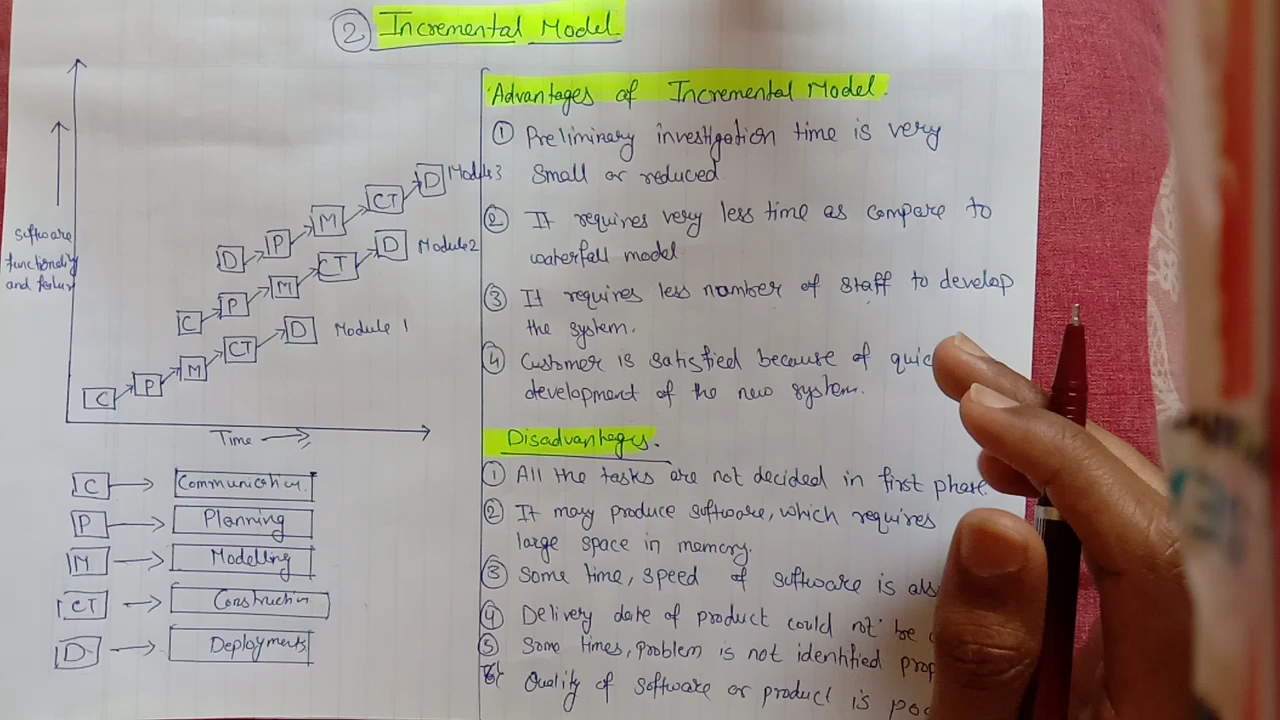 ② Incremental Model
Software
functionality
and feature
D P M CT D Module 3
C P M CT D Module 2
C P M CT D Module 1
Time
C Communication
P Planning
M Modelling
CT Construction
D Deployments
Advantages of Incremental Model.
① Preliminary investigation time is very
small or reduced
② It requires very less time as compare to
waterfall model
③ It requires less number of staff to develop
the system.
④ Customer is satisfied because of
development of the new system.
Disadvantages.
① All the tasks are not decided in first phase.
② It may produce software, which requires
large space in memory.
③ Some time, speed of software is
④ Delivery date of product could not be
⑤ Some times, problem is not identified
⑥ Quality of software or product is